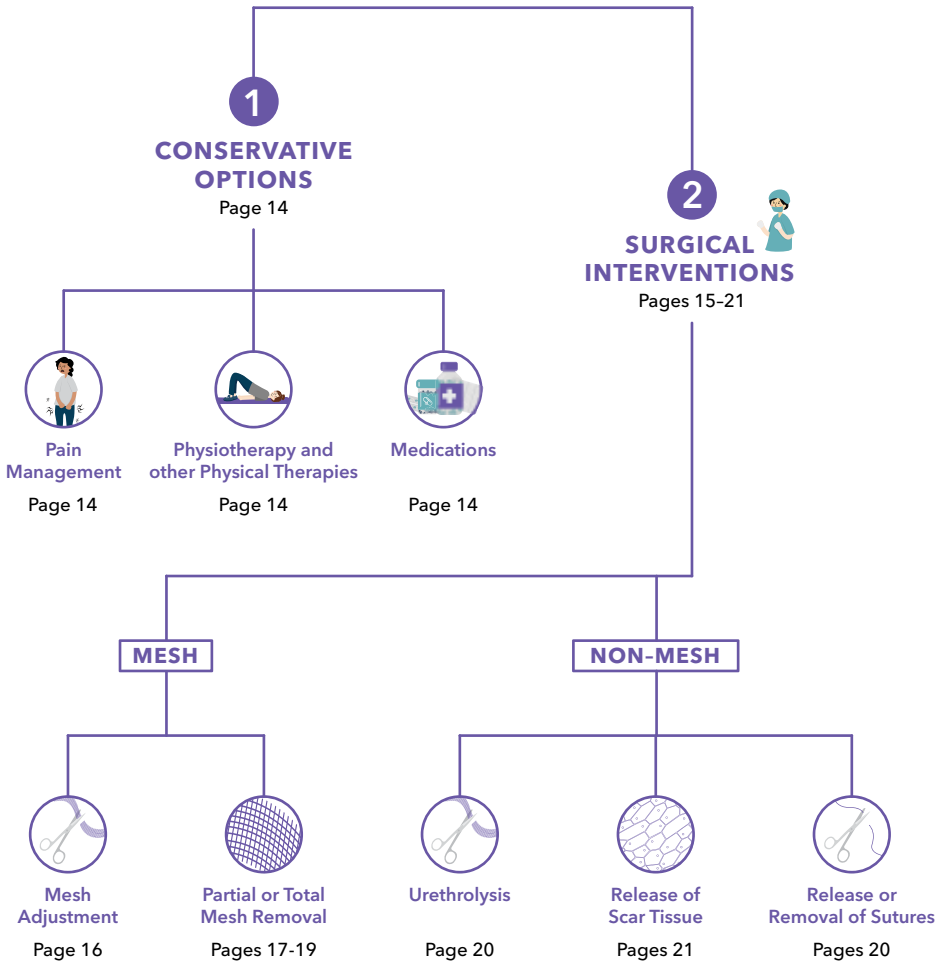 1
CONSERVATIVE
OPTIONS
Page 14
2
SURGICAL
INTERVENTIONS
Pages 15–21
Pain
Management
Page 14
Physiotherapy and
other Physical Therapies
Page 14
Medications
Page 14
MESH
NON-MESH
Mesh
Adjustment
Page 16
Partial or Total
Mesh Removal
Pages 17-19
Urethrolysis
Page 20
Release of
Scar Tissue
Pages 21
Release or
Removal of Sutures
Pages 20